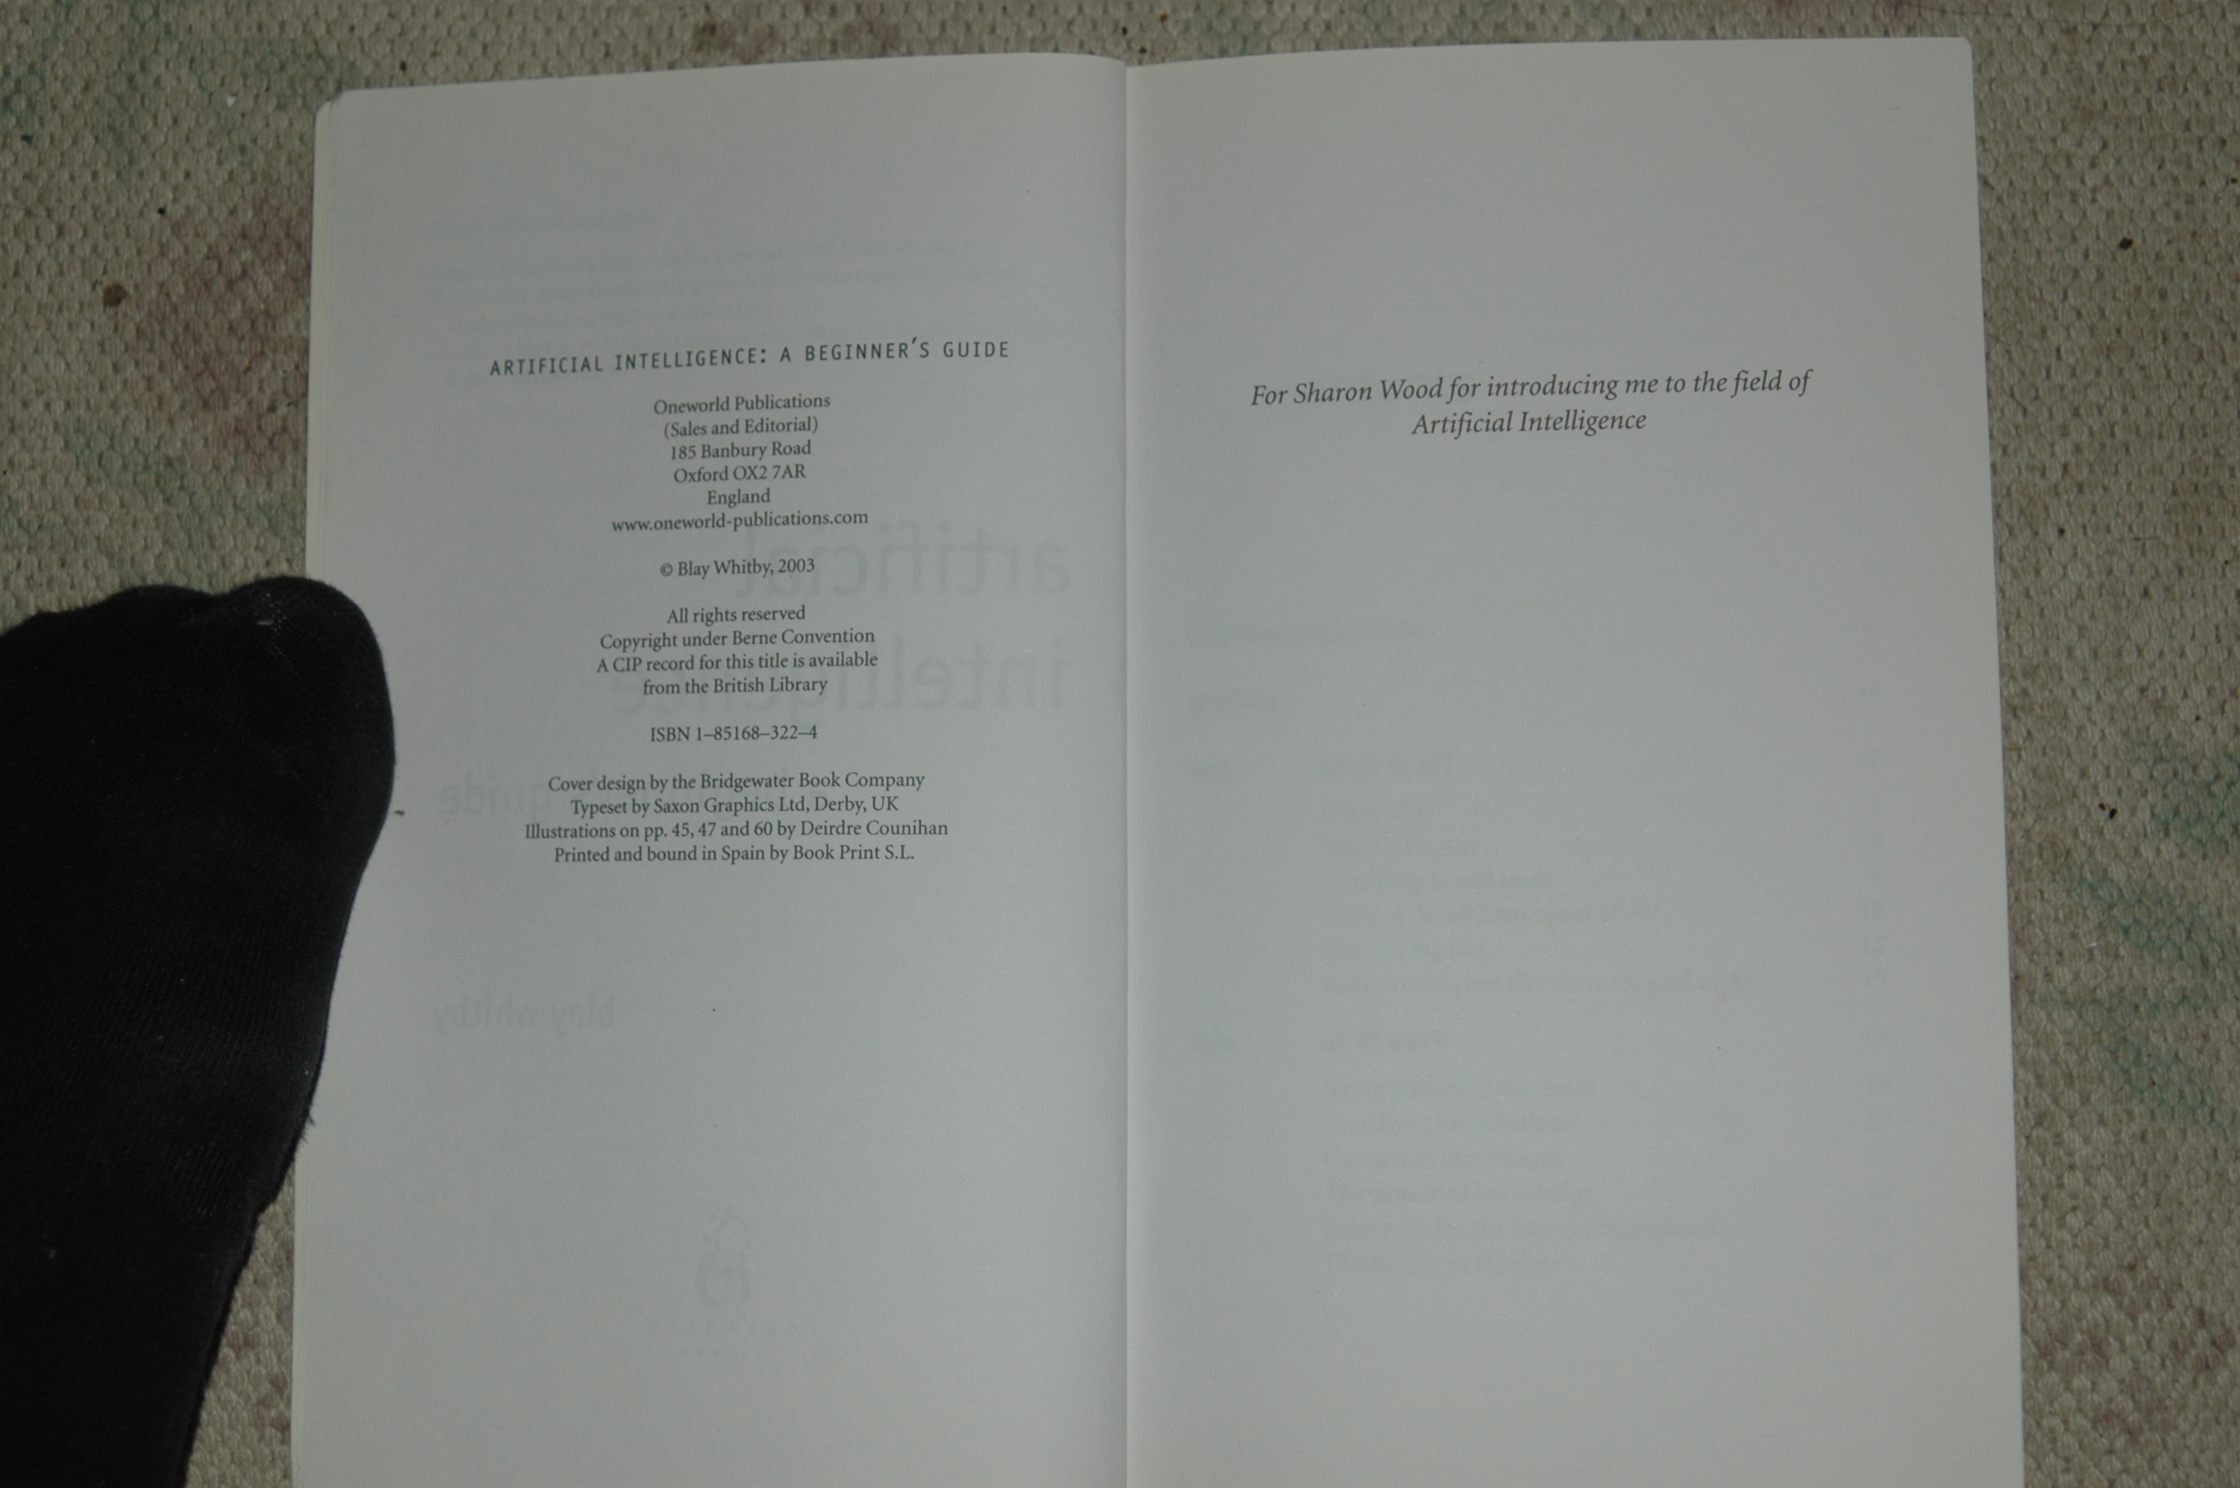 ARTIFICIAL INTELLIGENCE: A BEGINNER'S GUIDE
Oneworld Publications
(Sales and Editorial)
185 Banbury Road
Oxford OX2 7AR
England
www.oneworld-publications.com
© Blay Whitby, 2003
All rights reserved
Copyright under Berne Convention
A CIP record for this title is available
from the British Library
ISBN 1–85168–322–4
Cover design by the Bridgewater Book Company
Typeset by Saxon Graphics Ltd, Derby, UK
Illustrations on pp. 45, 47 and 60 by Deirdre Counihan
Printed and bound in Spain by Book Print S.L.
For Sharon Wood for introducing me to the field of
Artificial Intelligence